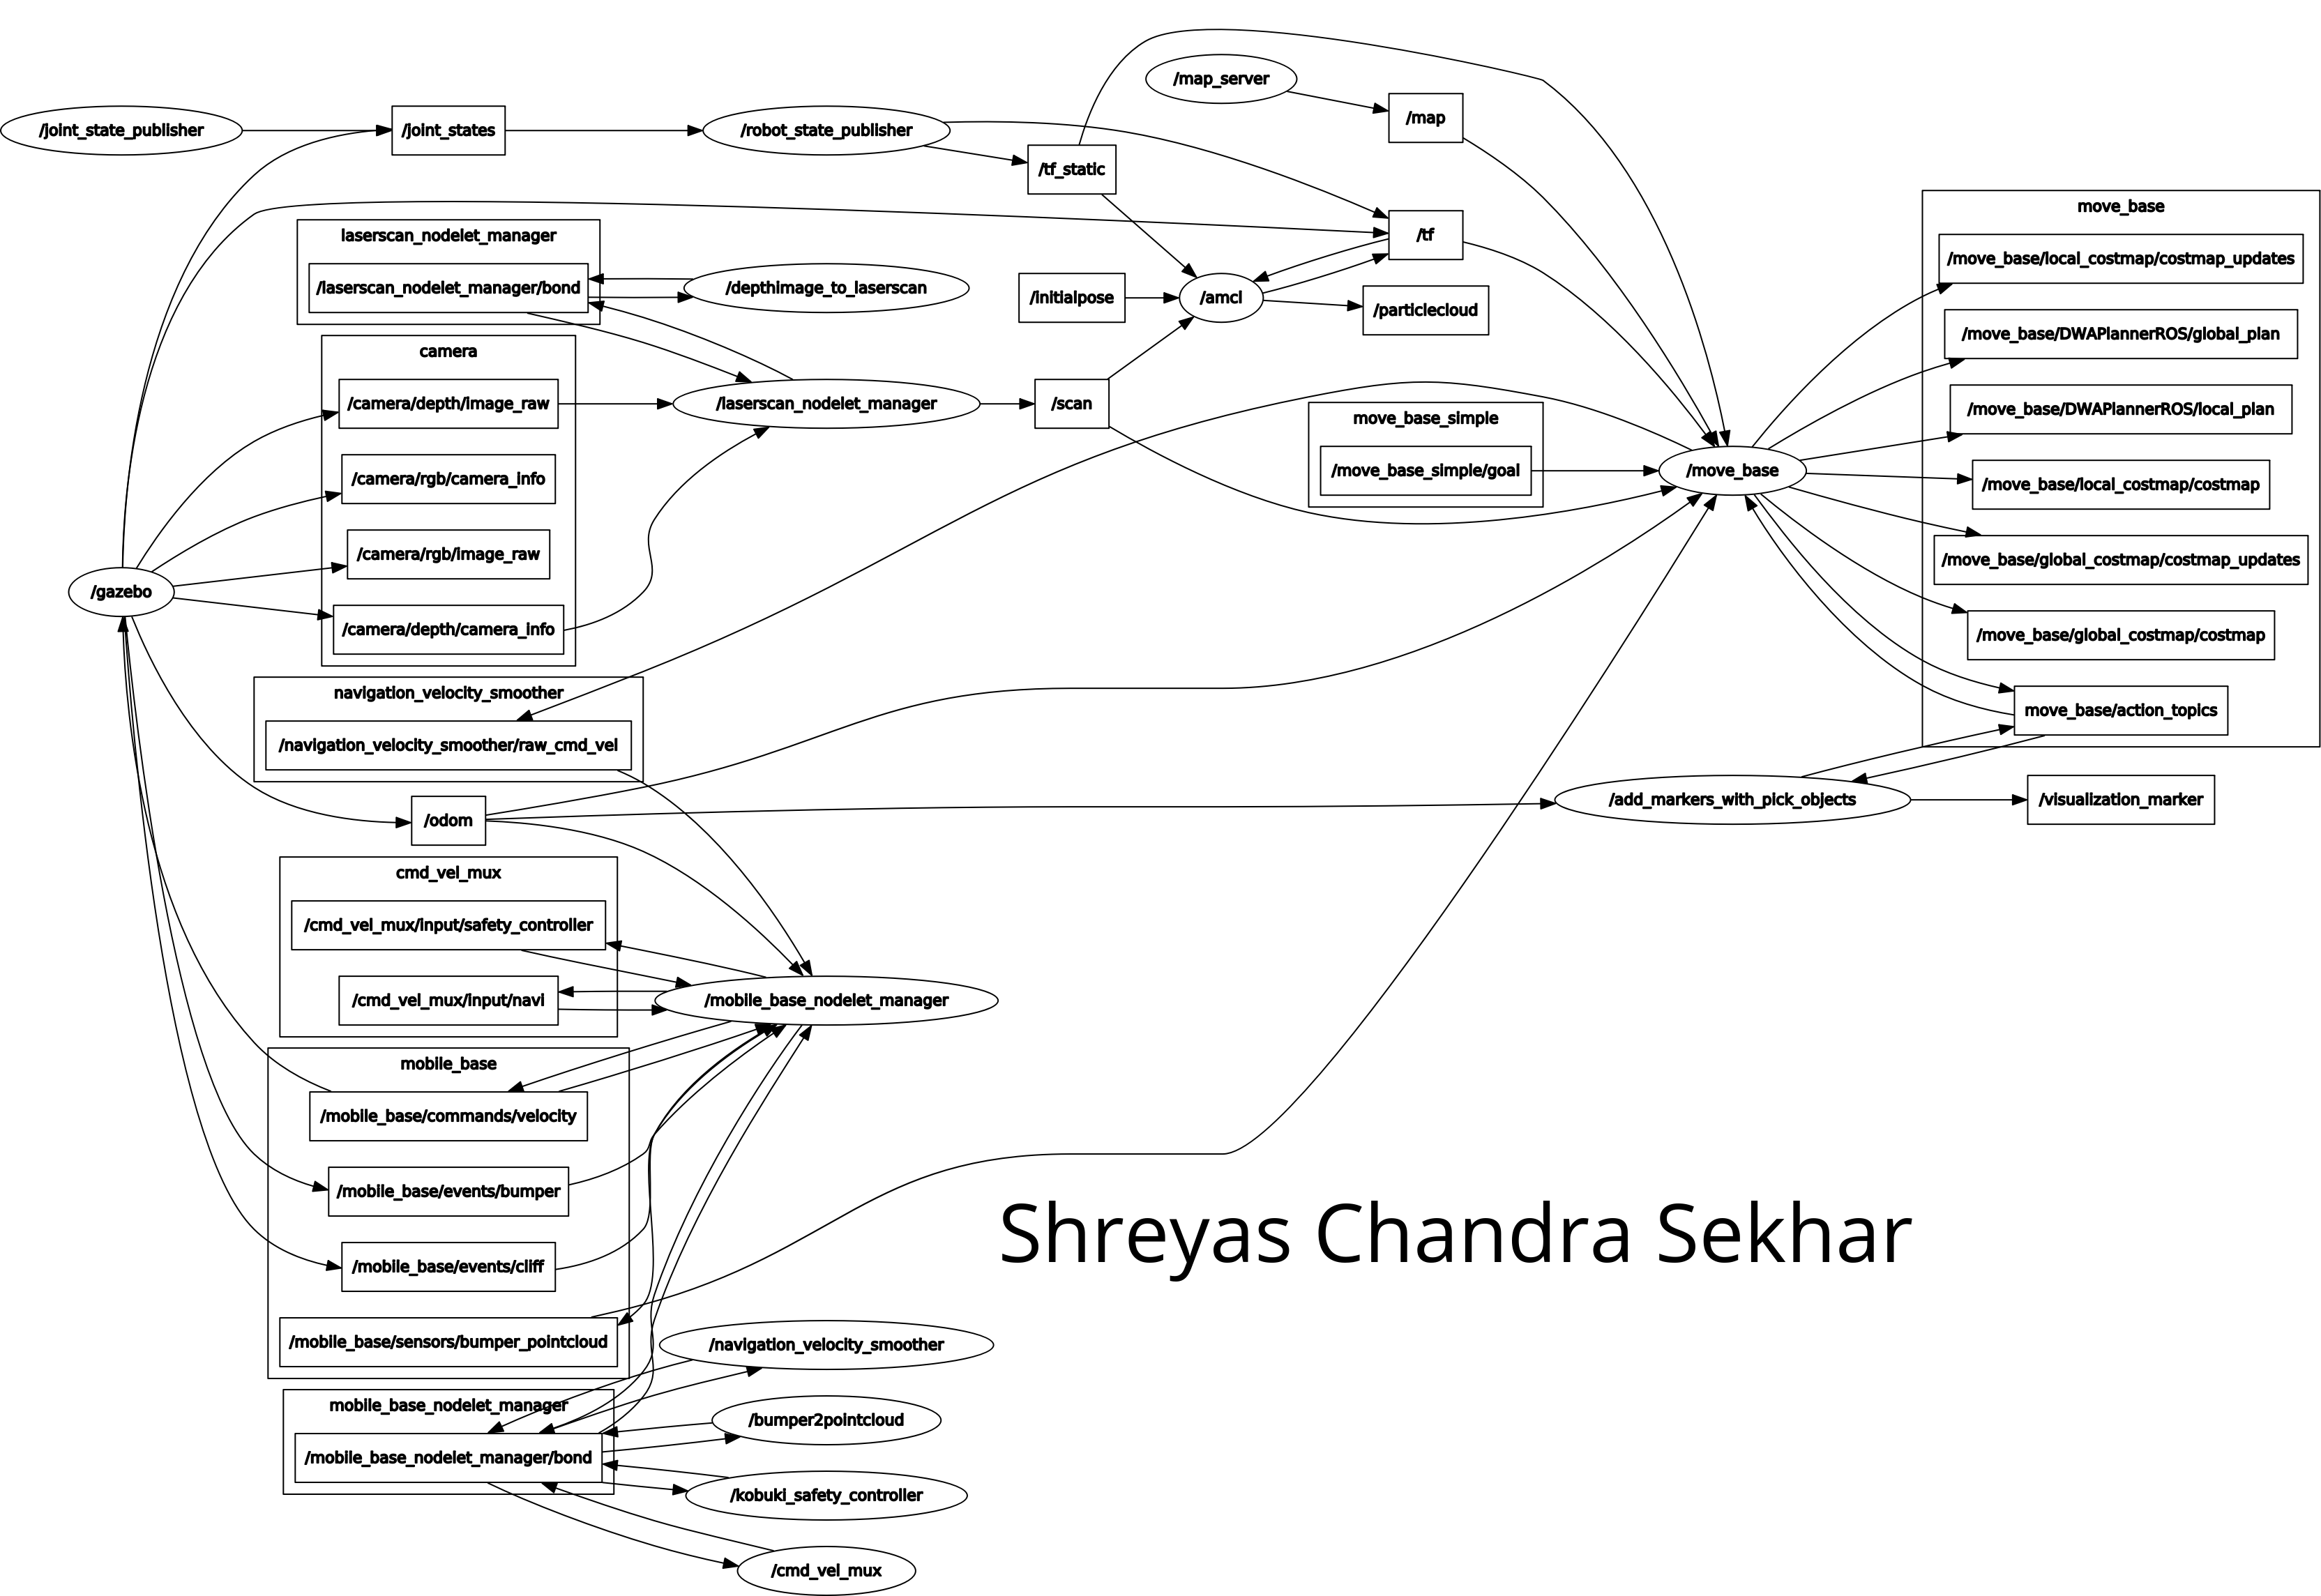 /map_server
/map
/joint_state_publisher
/joint_states
/robot_state_publisher
/tf_static
move_base
laserscan_nodelet_manager
/tf
/move_base/local_costmap/costmap_updates
/laserscan_nodelet_manager/bond
/depthimage_to_laserscan
/initialpose
/amcl
/particlecloud
/move_base/DWAPlannerROS/global_plan
camera
/camera/depth/image_raw
/laserscan_nodelet_manager
/scan
move_base_simple
/move_base/DWAPlannerROS/local_plan
/camera/rgb/camera_info
/move_base_simple/goal
/move_base
/move_base/local_costmap/costmap
/camera/rgb/image_raw
/move_base/global_costmap/costmap_updates
/gazebo
/camera/depth/camera_info
/move_base/global_costmap/costmap
navigation_velocity_smoother
move_base/action_topics
/navigation_velocity_smoother/raw_cmd_vel
/odom
/add_markers_with_pick_objects
/visualization_marker
cmd_vel_mux
/cmd_vel_mux/input/safety_controller
/cmd_vel_mux/input/navi
/mobile_base_nodelet_manager
mobile_base
/mobile_base/commands/velocity
/mobile_base/events/bumper
Shreyas Chandra Sekhar
/mobile_base/events/cliff
/mobile_base/sensors/bumper_pointcloud
/navigation_velocity_smoother
mobile_base_nodelet_manager
/bumper2pointcloud
/mobile_base_nodelet_manager/bond
/kobuki_safety_controller
/cmd_vel_mux